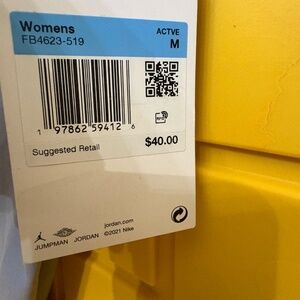 Womens ACTVE
FB4623-519 M
1 97862 59412 6
Suggested Retail $40.00
jordan.com
JUMPMAN JORDAN ©2021 Nike